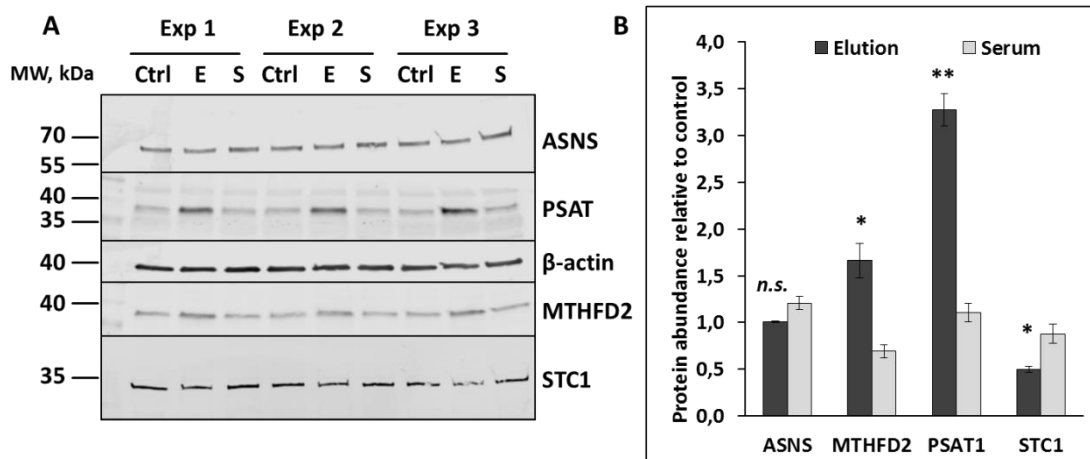 A
Exp 1 Exp 2 Exp 3
MW, kDa Ctrl E S Ctrl E S Ctrl E S
70
55
ASNS
40
35
PSAT
40
β-actin
40
MTHFD2
35
STC1
B
Protein abundance relative to control
4,0
3,5
3,0
2,5
2,0
1,5
1,0
0,5
0,0
Elution Serum
n.s.
*
**
*
ASNS MTHFD2 PSAT1 STC1